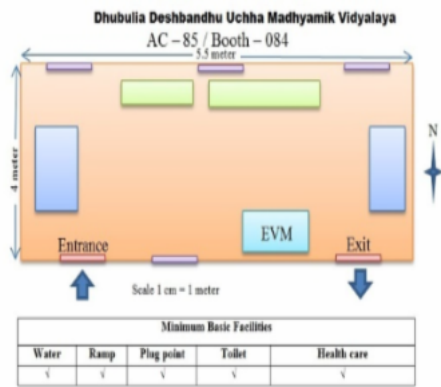 Dhubulia Deshbandhu Uchha Madhyamik Vidyalaya
AC – 85 / Booth – 084
5.5 meter
4 meter
N
EVM
Entrance
Exit
Scale 1 cm = 1 meter
Minimum Basic Facilities
Water Ramp Plug point Toilet Health care
√ √ √ √ √